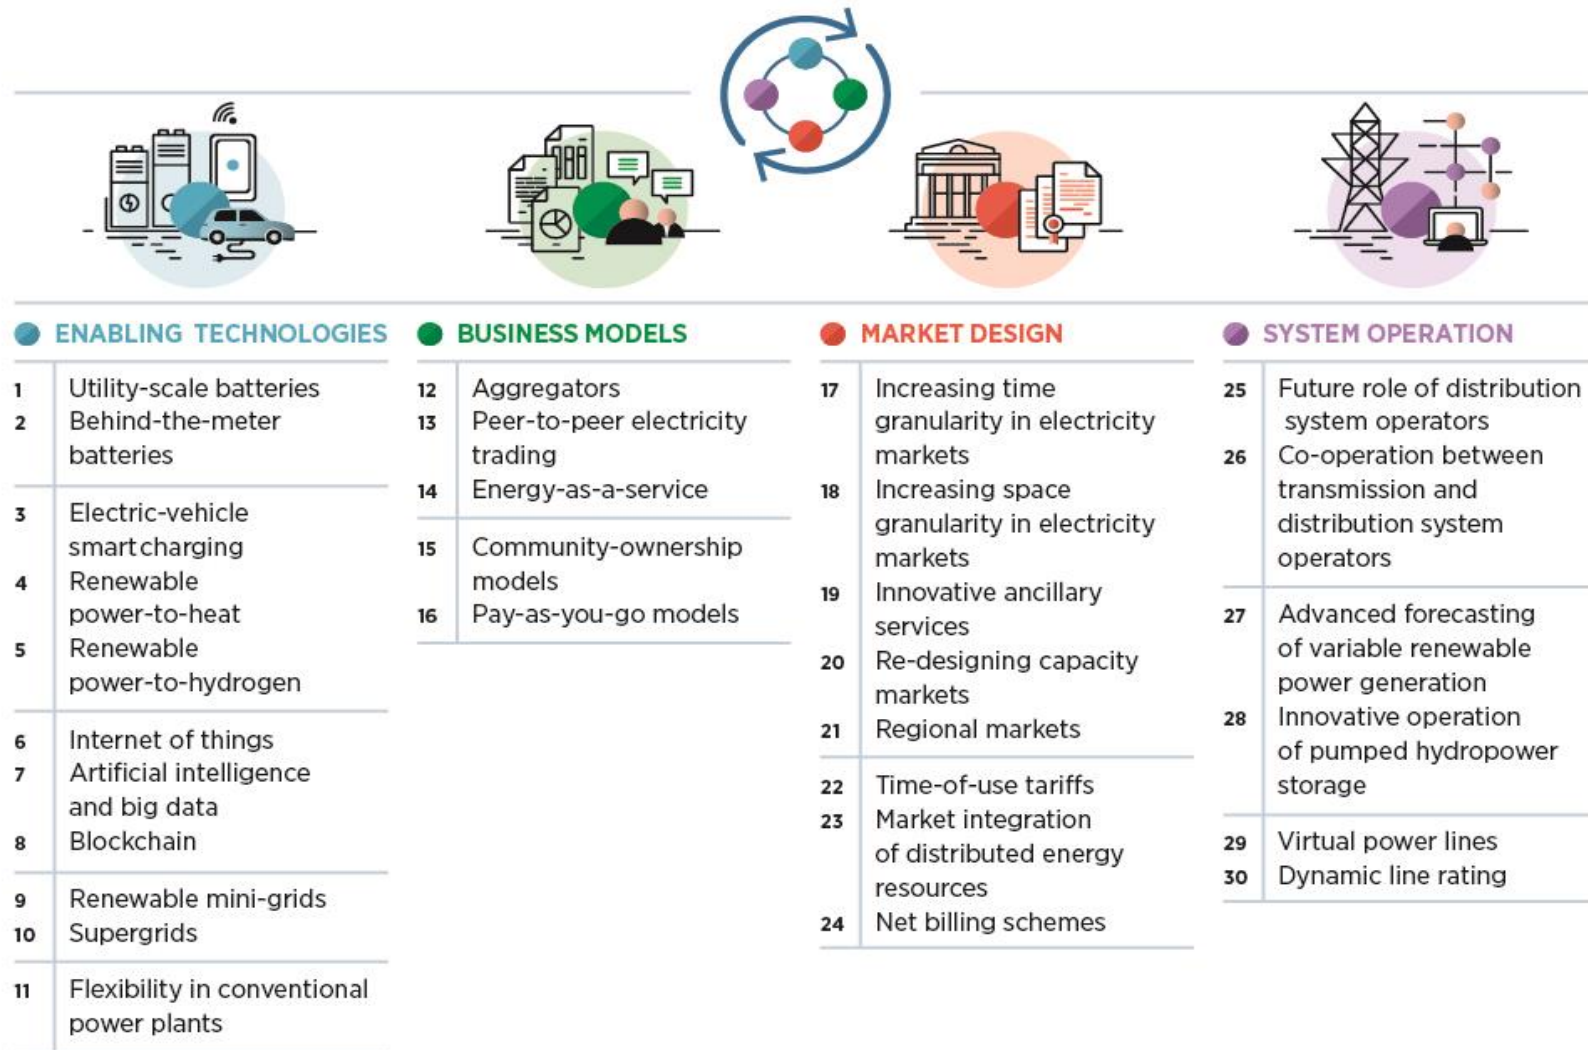 ENABLING TECHNOLOGIES
1 Utility-scale batteries
2 Behind-the-meter
batteries
3 Electric-vehicle
smart charging
4 Renewable
power-to-heat
5 Renewable
power-to-hydrogen
6 Internet of things
7 Artificial intelligence
and big data
8 Blockchain
9 Renewable mini-grids
10 Supergrids
11 Flexibility in conventional
power plants
BUSINESS MODELS
12 Aggregators
13 Peer-to-peer electricity
trading
14 Energy-as-a-service
15 Community-ownership
models
16 Pay-as-you-go models
MARKET DESIGN
17 Increasing time
granularity in electricity
markets
18 Increasing space
granularity in electricity
markets
19 Innovative ancillary
services
20 Re-designing capacity
markets
21 Regional markets
22 Time-of-use tariffs
23 Market integration
of distributed energy
resources
24 Net billing schemes
SYSTEM OPERATION
25 Future role of distribution
system operators
26 Co-operation between
transmission and
distribution system
operators
27 Advanced forecasting
of variable renewable
power generation
28 Innovative operation
of pumped hydropower
storage
29 Virtual power lines
30 Dynamic line rating